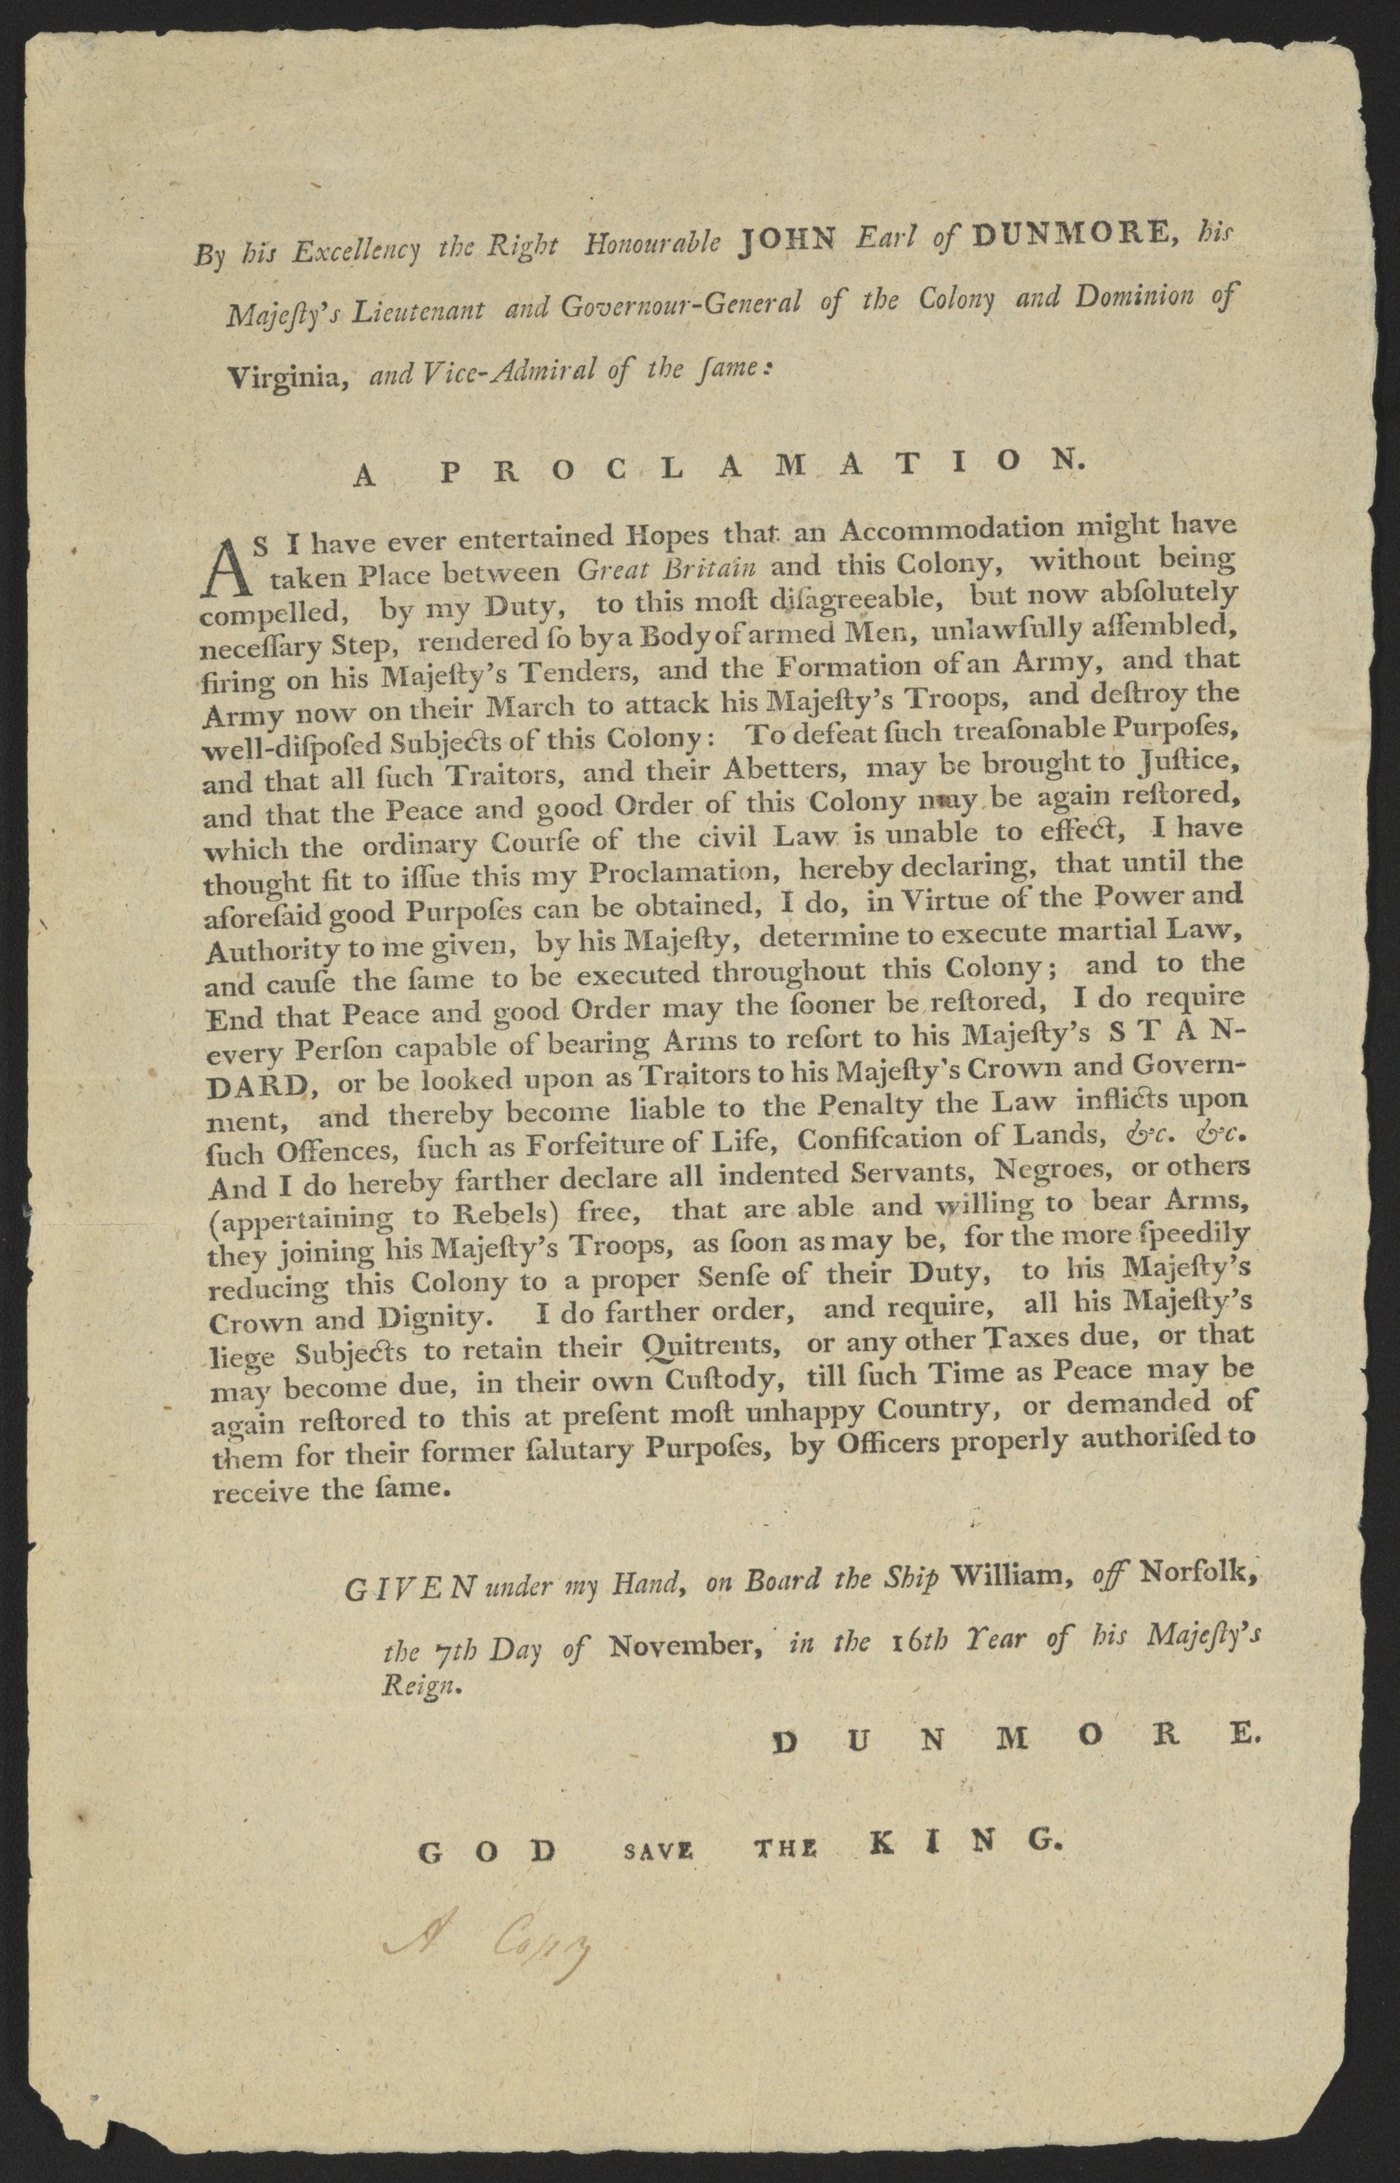 By his Excellency the Right Honourable JOHN Earl of DUNMORE, his
Majeſty's Lieutenant and Governour-General of the Colony and Dominion of
Virginia, and Vice-Admiral of the ſame:
A PROCLAMATION.
AS I have ever entertained Hopes that an Accommodation might have
taken Place between Great Britain and this Colony, without being
compelled, by my Duty, to this moſt diſagreeable, but now abſolutely
neceſſary Step, rendered ſo by a Body of armed Men, unlawfully aſſembled,
firing on his Majeſty's Tenders, and the Formation of an Army, and that
Army now on their March to attack his Majeſty's Troops, and deſtroy the
well-diſpoſed Subjects of this Colony: To defeat ſuch treaſonable Purpoſes,
and that all ſuch Traitors, and their Abetters, may be brought to Juſtice,
and that the Peace and good Order of this Colony may be again reſtored,
which the ordinary Courſe of the civil Law is unable to effect, I have
thought fit to iſſue this my Proclamation, hereby declaring, that until the
aforeſaid good Purpoſes can be obtained, I do, in Virtue of the Power and
Authority to me given, by his Majeſty, determine to execute martial Law,
and cauſe the ſame to be executed throughout this Colony; and to the
End that Peace and good Order may the ſooner be reſtored, I do require
every Perſon capable of bearing Arms to reſort to his Majeſty's STAN-
DARD, or be looked upon as Traitors to his Majeſty's Crown and Govern-
ment, and thereby become liable to the Penalty the Law inflicts upon
ſuch Offences, ſuch as Forfeiture of Life, Confiſcation of Lands, &c. &c.
And I do hereby farther declare all indented Servants, Negroes, or others
(appertaining to Rebels) free, that are able and willing to bear Arms,
they joining his Majeſty's Troops, as ſoon as may be, for the more ſpeedily
reducing this Colony to a proper Senſe of their Duty, to his Majeſty's
Crown and Dignity. I do farther order, and require, all his Majeſty's
liege Subjects to retain their Quitrents, or any other Taxes due, or that
may become due, in their own Cuſtody, till ſuch Time as Peace may be
again reſtored to this at preſent moſt unhappy Country, or demanded of
them for their former ſalutary Purpoſes, by Officers properly authoriſed to
receive the ſame.
GIVEN under my Hand, on Board the Ship William, off Norfolk,
the 7th Day of November, in the 16th Year of his Majeſty's
Reign.
DUNMORE.
GOD SAVE THE KING.
A Copy